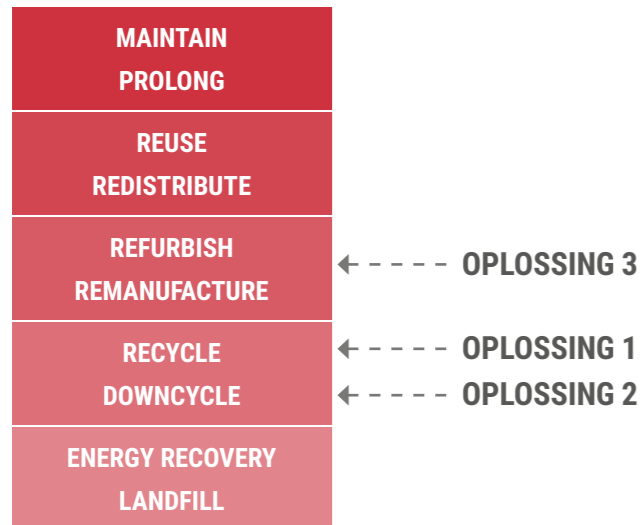 MAINTAIN
PROLONG
REUSE
REDISTRIBUTE
REFURBISH
REMANUFACTURE
OPLOSSING 3
RECYCLE
OPLOSSING 1
DOWNCYCLE
OPLOSSING 2
ENERGY RECOVERY
LANDFILL